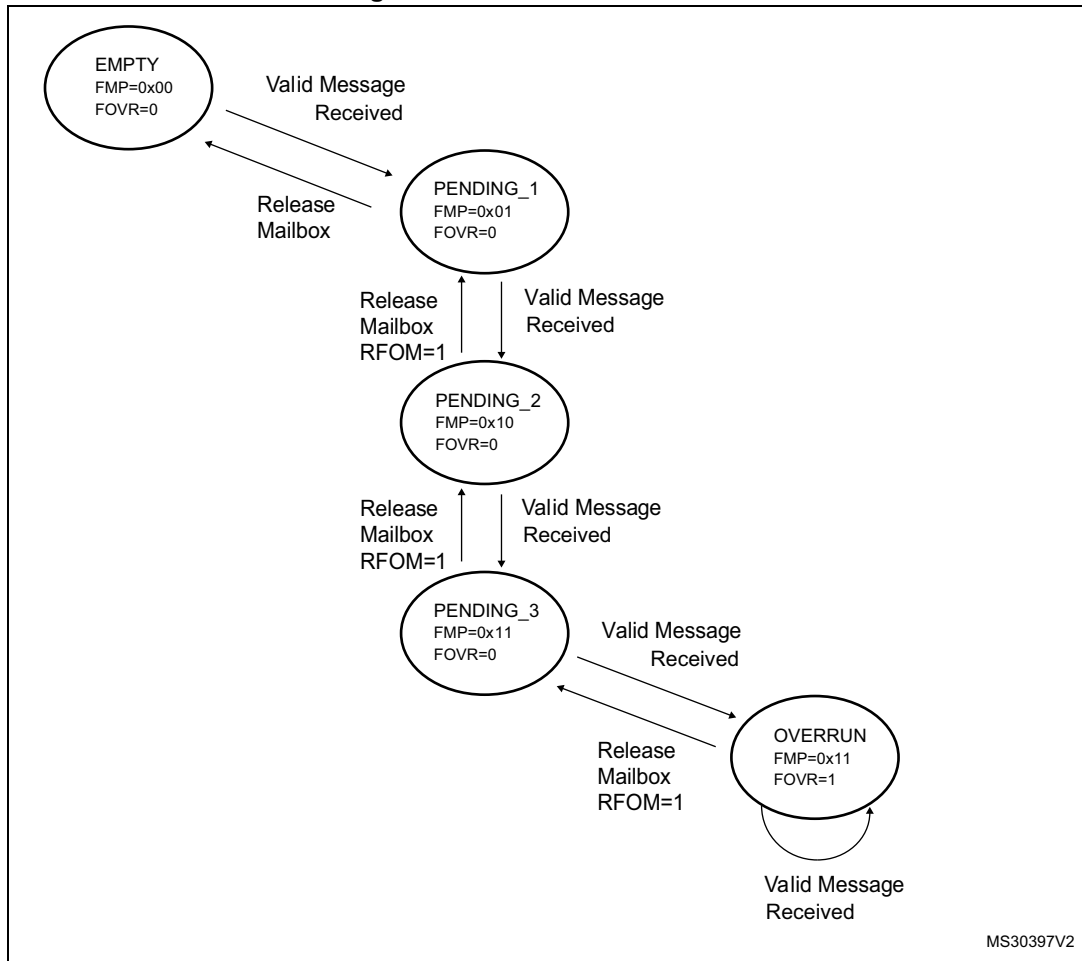 EMPTY
FMP=0x00
FOVR=0
Valid Message
Received
Release
Mailbox
PENDING_1
FMP=0x01
FOVR=0
Release
Mailbox
RFOM=1
Valid Message
Received
PENDING_2
FMP=0x10
FOVR=0
Release
Mailbox
RFOM=1
Valid Message
Received
PENDING_3
FMP=0x11
FOVR=0
Valid Message
Received
Release
Mailbox
RFOM=1
OVERRUN
FMP=0x11
FOVR=1
Valid Message
Received
MS30397V2